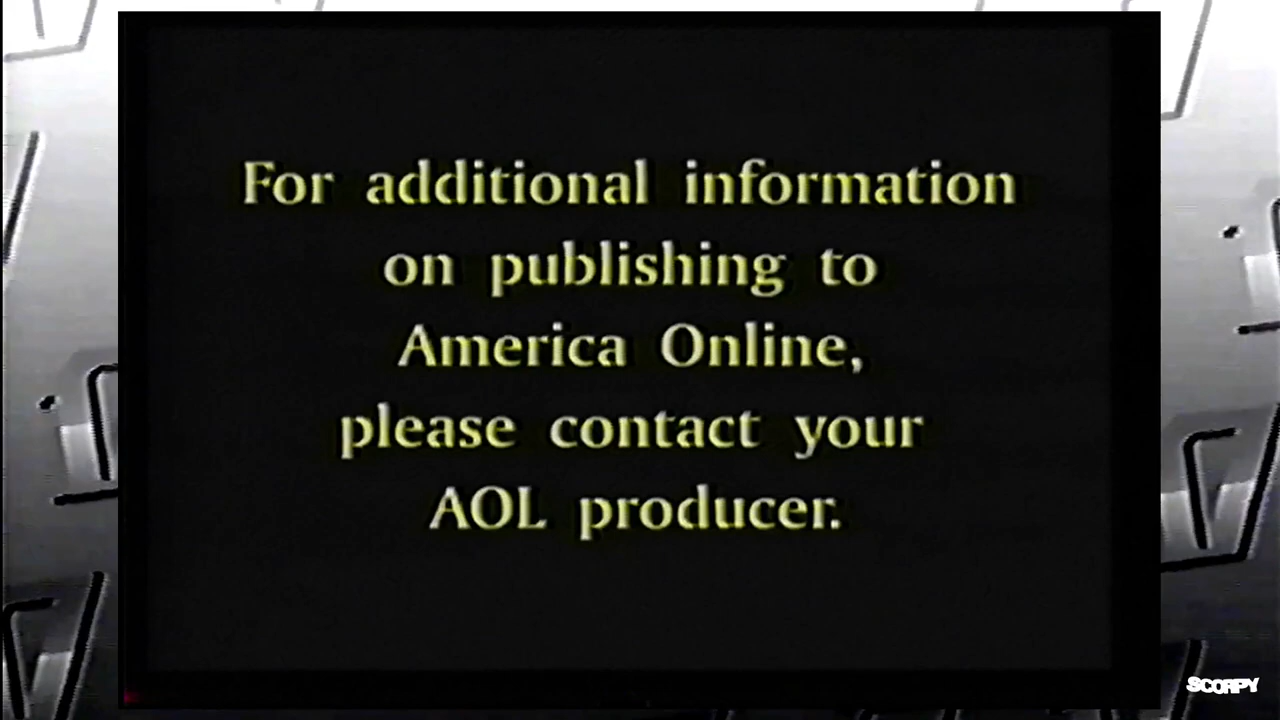 For additional information
on publishing to
America Online,
please contact your
AOL producer.
SCORPY